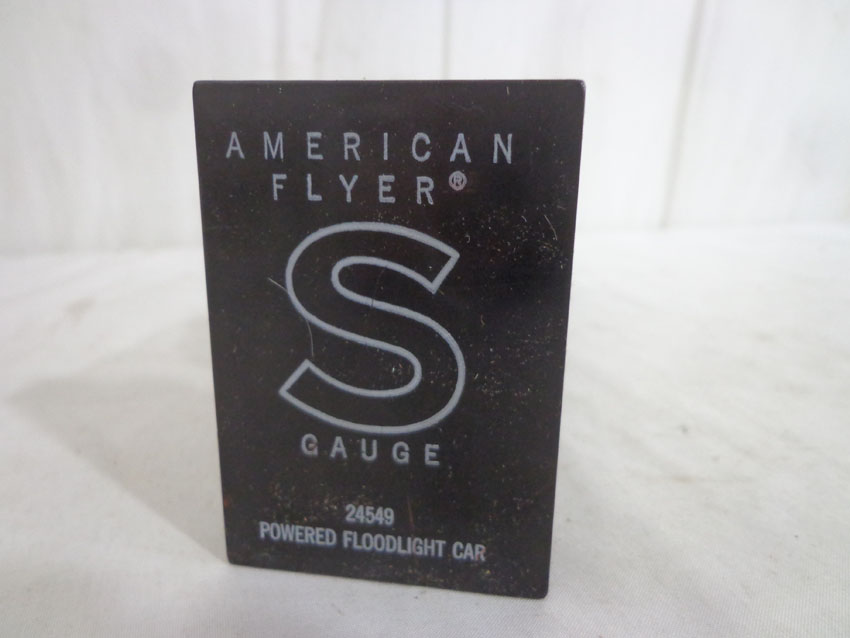 AMERICAN
FLYER®
S
GAUGE
24549
POWERED FLOODLIGHT CAR